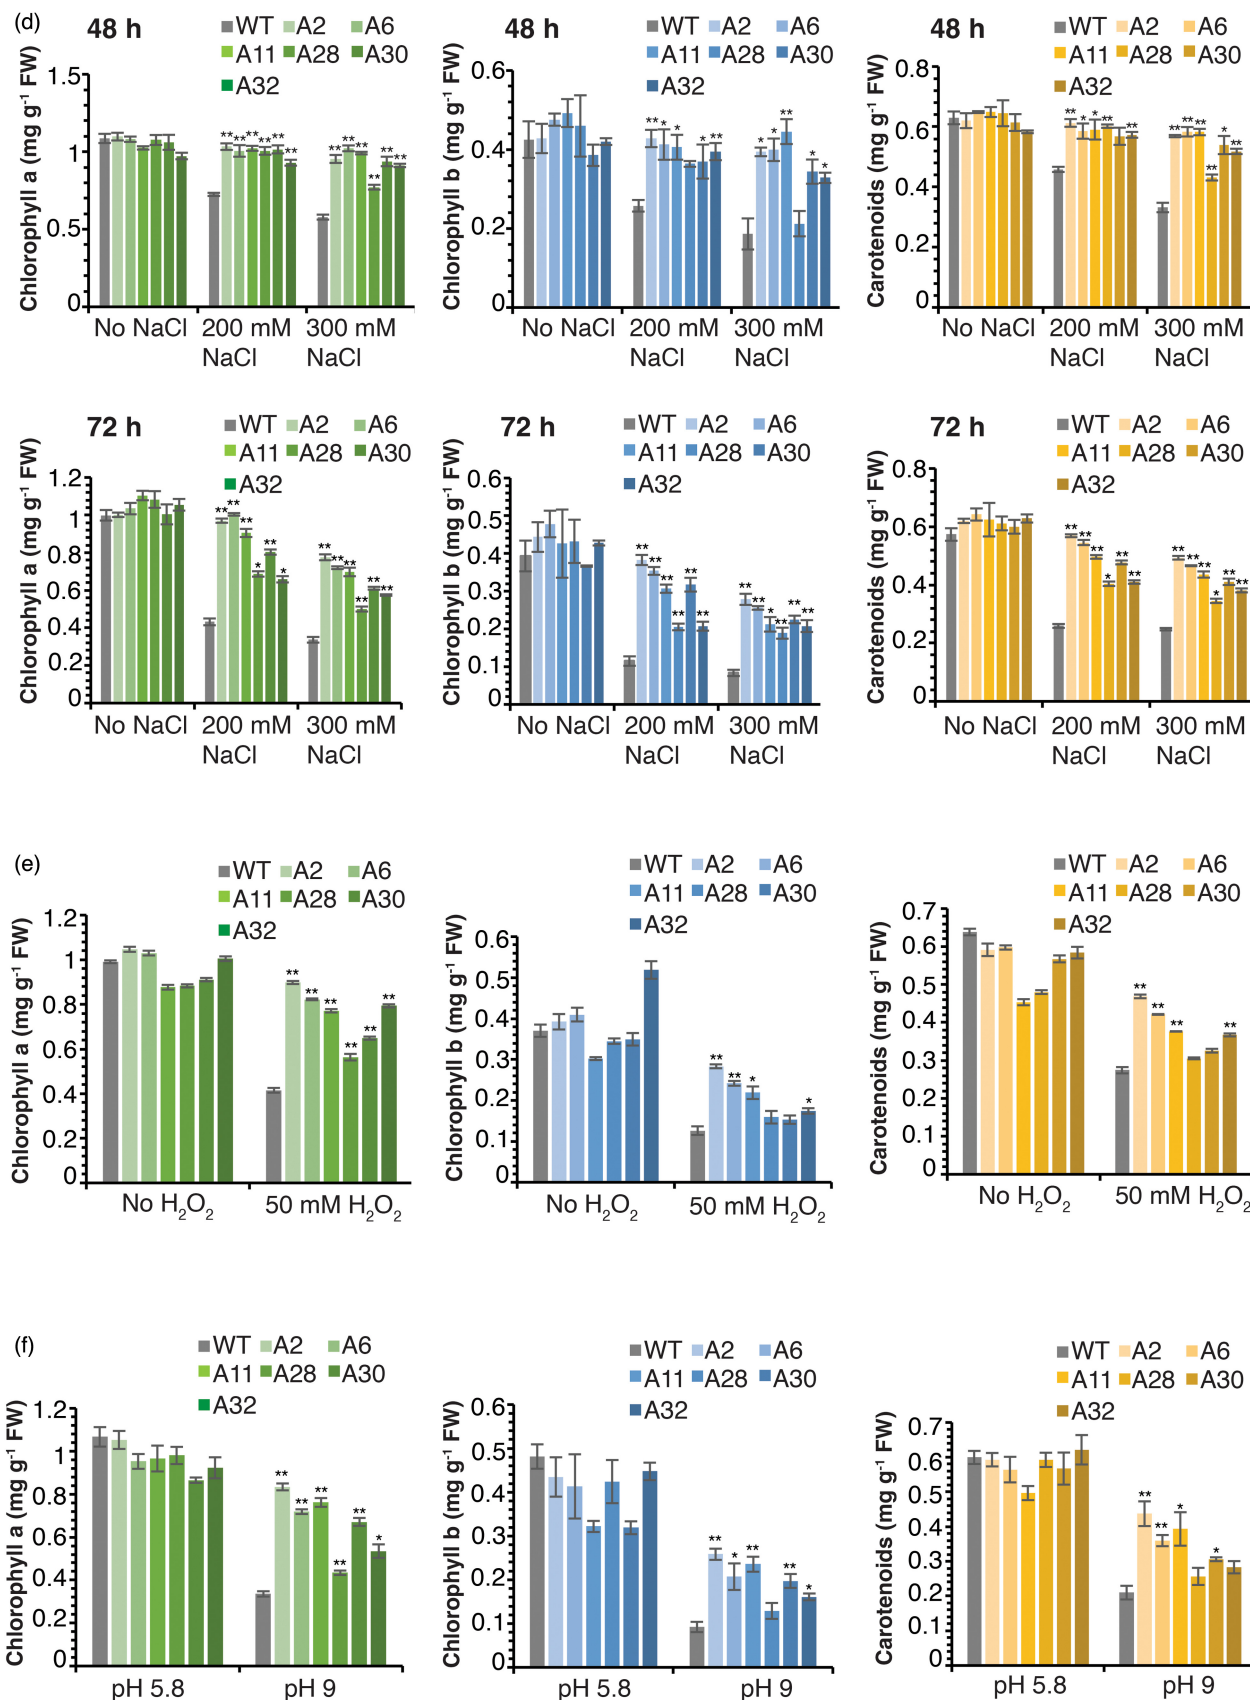 (d)
48 h
WT A2 A6
A11 A28 A30
A32
Chlorophyll a (mg g⁻¹ FW)
1.5
1
0.5
0
** ** ** ** ** **
** ** ** ** ** **
No NaCl 200 mM NaCl 300 mM NaCl
48 h
WT A2 A6
A11 A28 A30
A32
Chlorophyll b (mg g⁻¹ FW)
0.6
0.4
0.2
0
** * * * **
* * ** * *
No NaCl 200 mM NaCl 300 mM NaCl
48 h
WT A2 A6
A11 A28 A30
A32
Carotenoids (mg g⁻¹ FW)
0.8
0.6
0.4
0.2
0
** * * ** **
** ** ** ** * **
No NaCl 200 mM NaCl 300 mM NaCl
72 h
WT A2 A6
A11 A28 A30
A32
Chlorophyll a (mg g⁻¹ FW)
1.2
1
0.8
0.6
0.4
0.2
0
** ** ** * ** *
** ** ** ** ** **
No NaCl 200 mM NaCl 300 mM NaCl
72 h
WT A2 A6
A11 A28 A30
A32
Chlorophyll b (mg g⁻¹ FW)
0.6
0.5
0.4
0.3
0.2
0.1
0
** ** ** ** ** **
** ** * ** ** **
No NaCl 200 mM NaCl 300 mM NaCl
72 h
WT A2 A6
A11 A28 A30
A32
Carotenoids (mg g⁻¹ FW)
0.8
0.6
0.4
0.2
0
** ** ** * ** **
** ** ** * ** **
No NaCl 200 mM NaCl 300 mM NaCl
(e)
WT A2 A6
A11 A28 A30
A32
Chlorophyll a (mg g⁻¹ FW)
1.2
1
0.8
0.6
0.4
0.2
0
** ** ** ** ** **
No H₂O₂ 50 mM H₂O₂
WT A2 A6
A11 A28 A30
A32
Chlorophyll b (mg g⁻¹ FW)
0.6
0.5
0.4
0.3
0.2
0.1
0
** ** * *
No H₂O₂ 50 mM H₂O₂
WT A2 A6
A11 A28 A30
A32
Carotenoids (mg g⁻¹ FW)
0.7
0.6
0.5
0.4
0.3
0.2
0.1
0
** ** ** **
No H₂O₂ 50 mM H₂O₂
(f)
WT A2 A6
A11 A28 A30
A32
Chlorophyll a (mg g⁻¹ FW)
1.2
1
0.8
0.6
0.4
0.2
0
** ** ** ** ** *
pH 5.8 pH 9
WT A2 A6
A11 A28 A30
A32
Chlorophyll b (mg g⁻¹ FW)
0.6
0.5
0.4
0.3
0.2
0.1
0
** * ** ** *
pH 5.8 pH 9
WT A2 A6
A11 A28 A30
A32
Carotenoids (mg g⁻¹ FW)
0.7
0.6
0.5
0.4
0.3
0.2
0.1
0
** ** * *
pH 5.8 pH 9